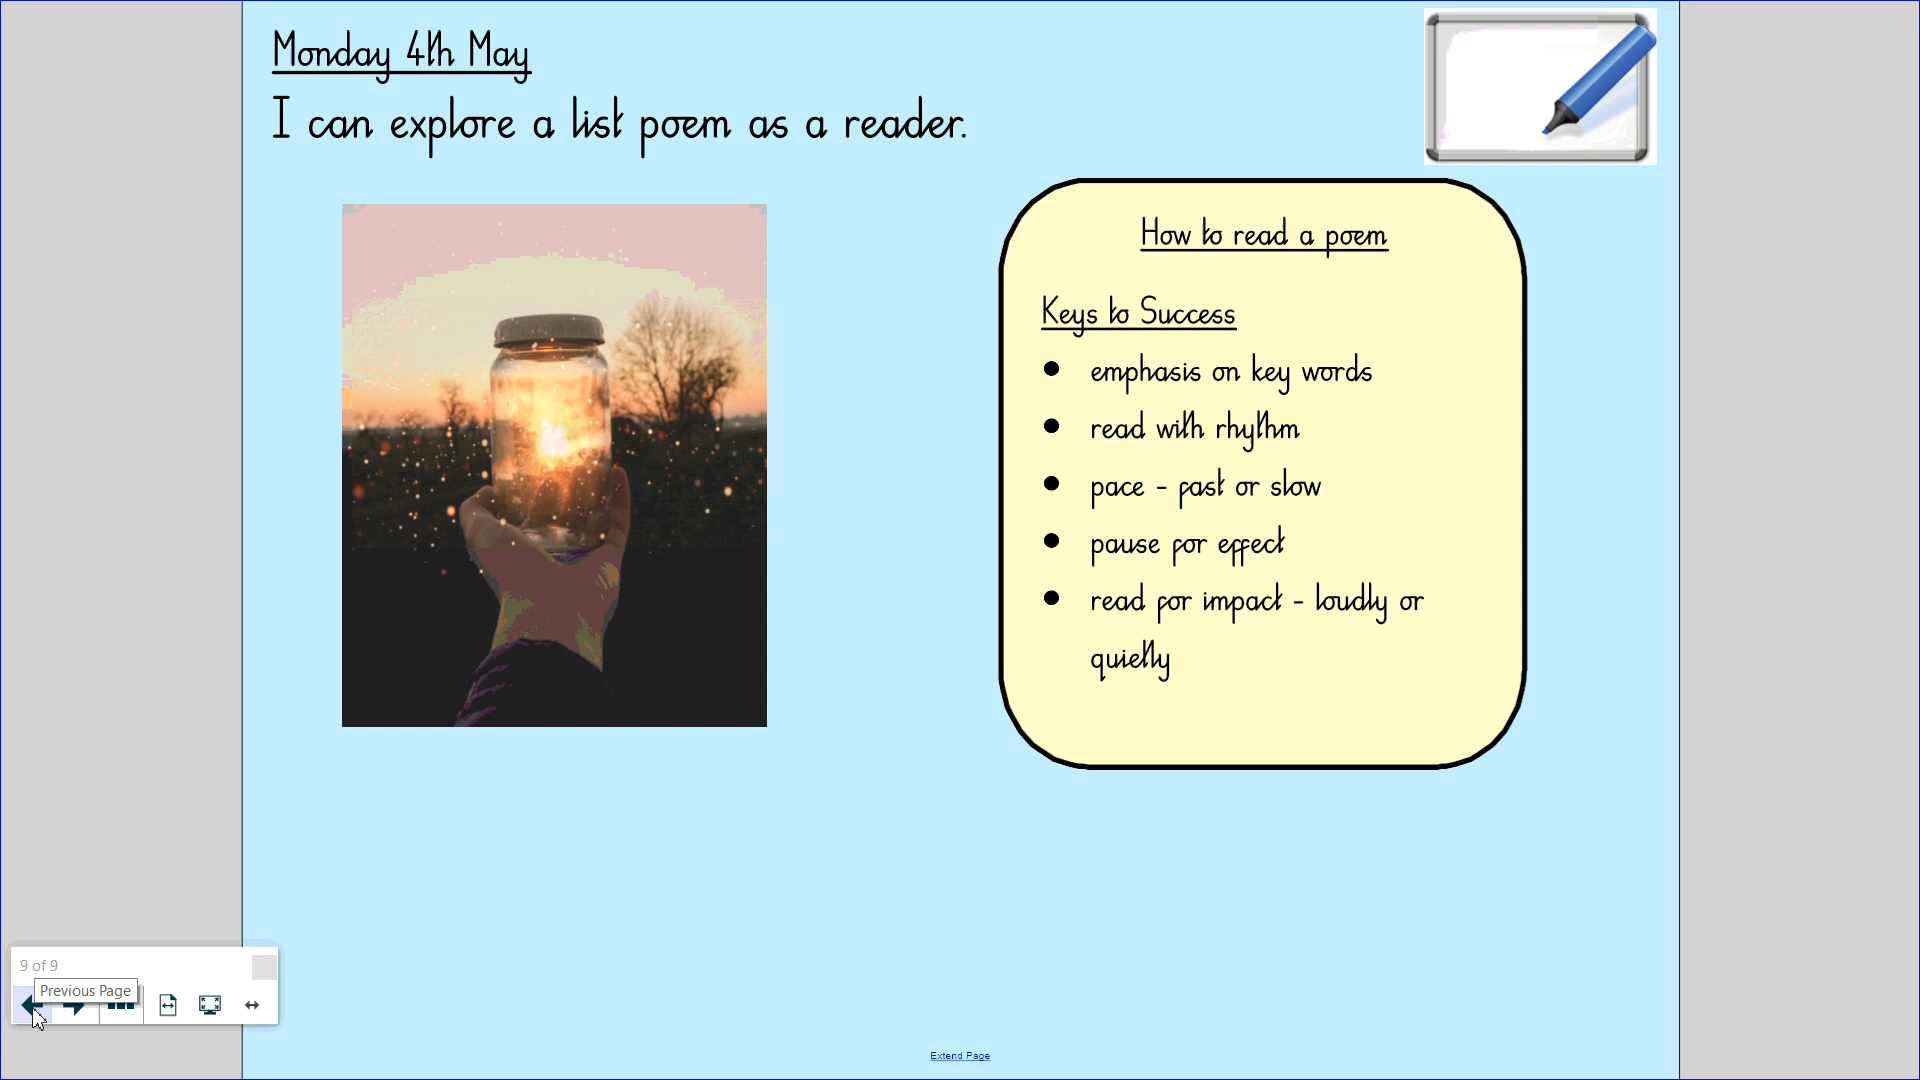 Monday 4th May
I can explore a list poem as a reader.
How to read a poem
Keys to Success
● emphasis on key words
● read with rhythm
● pace - fast or slow
● pause for effect
● read for impact - loudly or
quietly
9 of 9
Previous Page
Extend Page